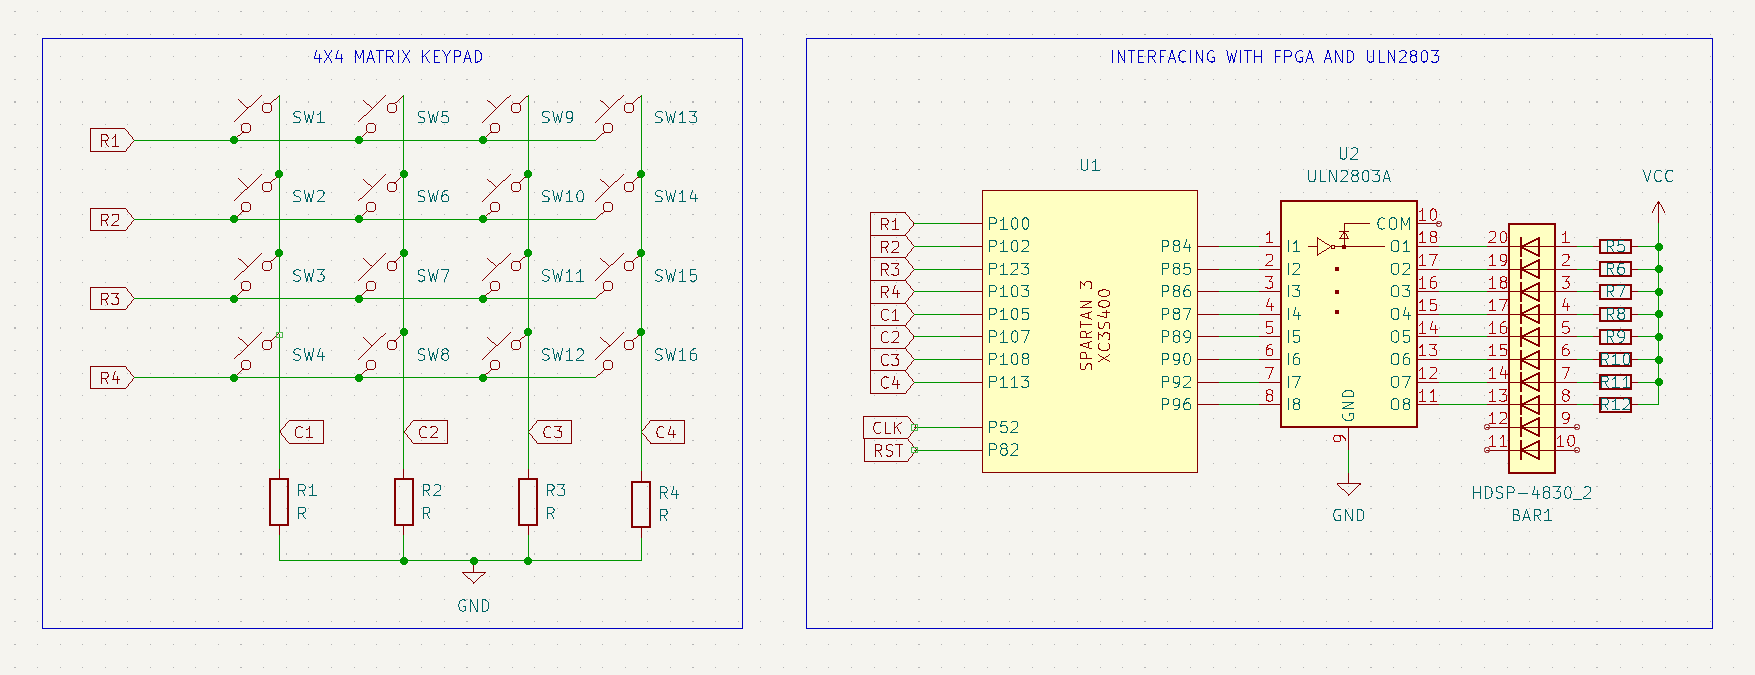 4X4 MATRIX KEYPAD
SW1
SW5
SW9
SW13
R1
SW2
SW6
SW10
SW14
R2
SW3
SW7
SW11
SW15
R3
SW4
SW8
SW12
SW16
R4
C1
C2
C3
C4
R1
R
R2
R
R3
R
R4
R
GND
INTERFACING WITH FPGA AND ULN2803
U1
R1
R2
R3
R4
C1
C2
C3
C4
CLK
RST
P100
P102
P123
P103
P105
P107
P108
P113
P52
P82
SPARTAN 3
XC3S400
P84
P85
P86
P87
P89
P90
P92
P96
U2
ULN2803A
1
2
3
4
5
6
7
8
I1
I2
I3
I4
I5
I6
I7
I8
COM
O1
O2
O3
O4
O5
O6
O7
O8
GND
9
GND
10
18
17
16
15
14
13
12
11
20
19
18
17
16
15
14
13
12
11
1
2
3
4
5
6
7
8
9
10
HDSP-4830_2
BAR1
R5
R6
R7
R8
R9
R10
R11
R12
VCC